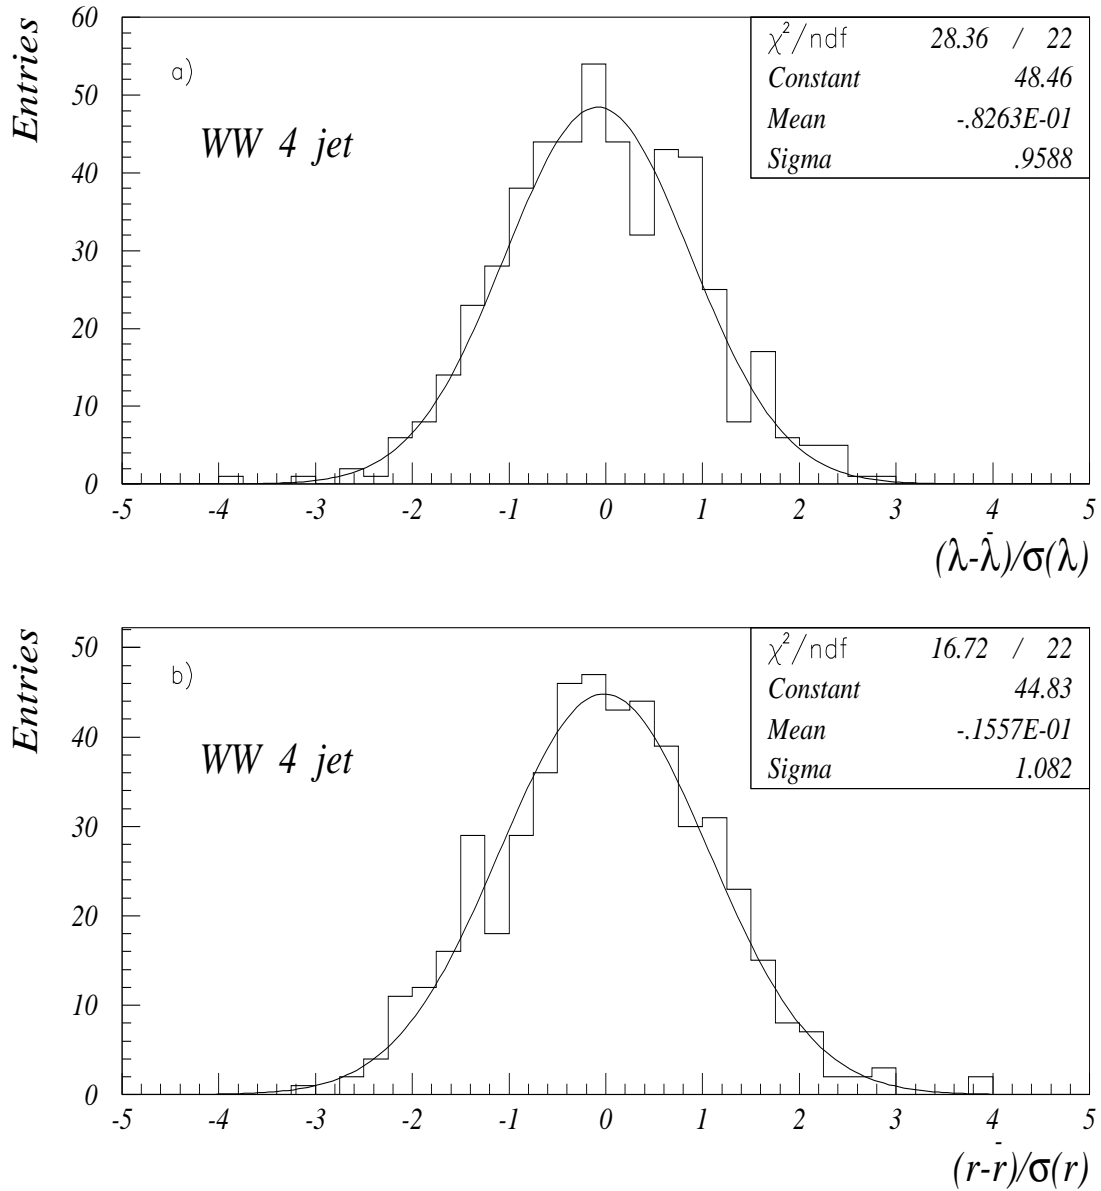 Entries
60
50
40
30
20
10
0
a)
WW 4 jet
χ²/ndf 28.36 / 22
Constant 48.46
Mean -.8263E-01
Sigma .9588
-5 -4 -3 -2 -1 0 1 2 3 4 5
(λ-λ̄)/σ(λ)
Entries
50
40
30
20
10
0
b)
WW 4 jet
χ²/ndf 16.72 / 22
Constant 44.83
Mean -.1557E-01
Sigma 1.082
-5 -4 -3 -2 -1 0 1 2 3 4 5
(r-r̄)/σ(r)